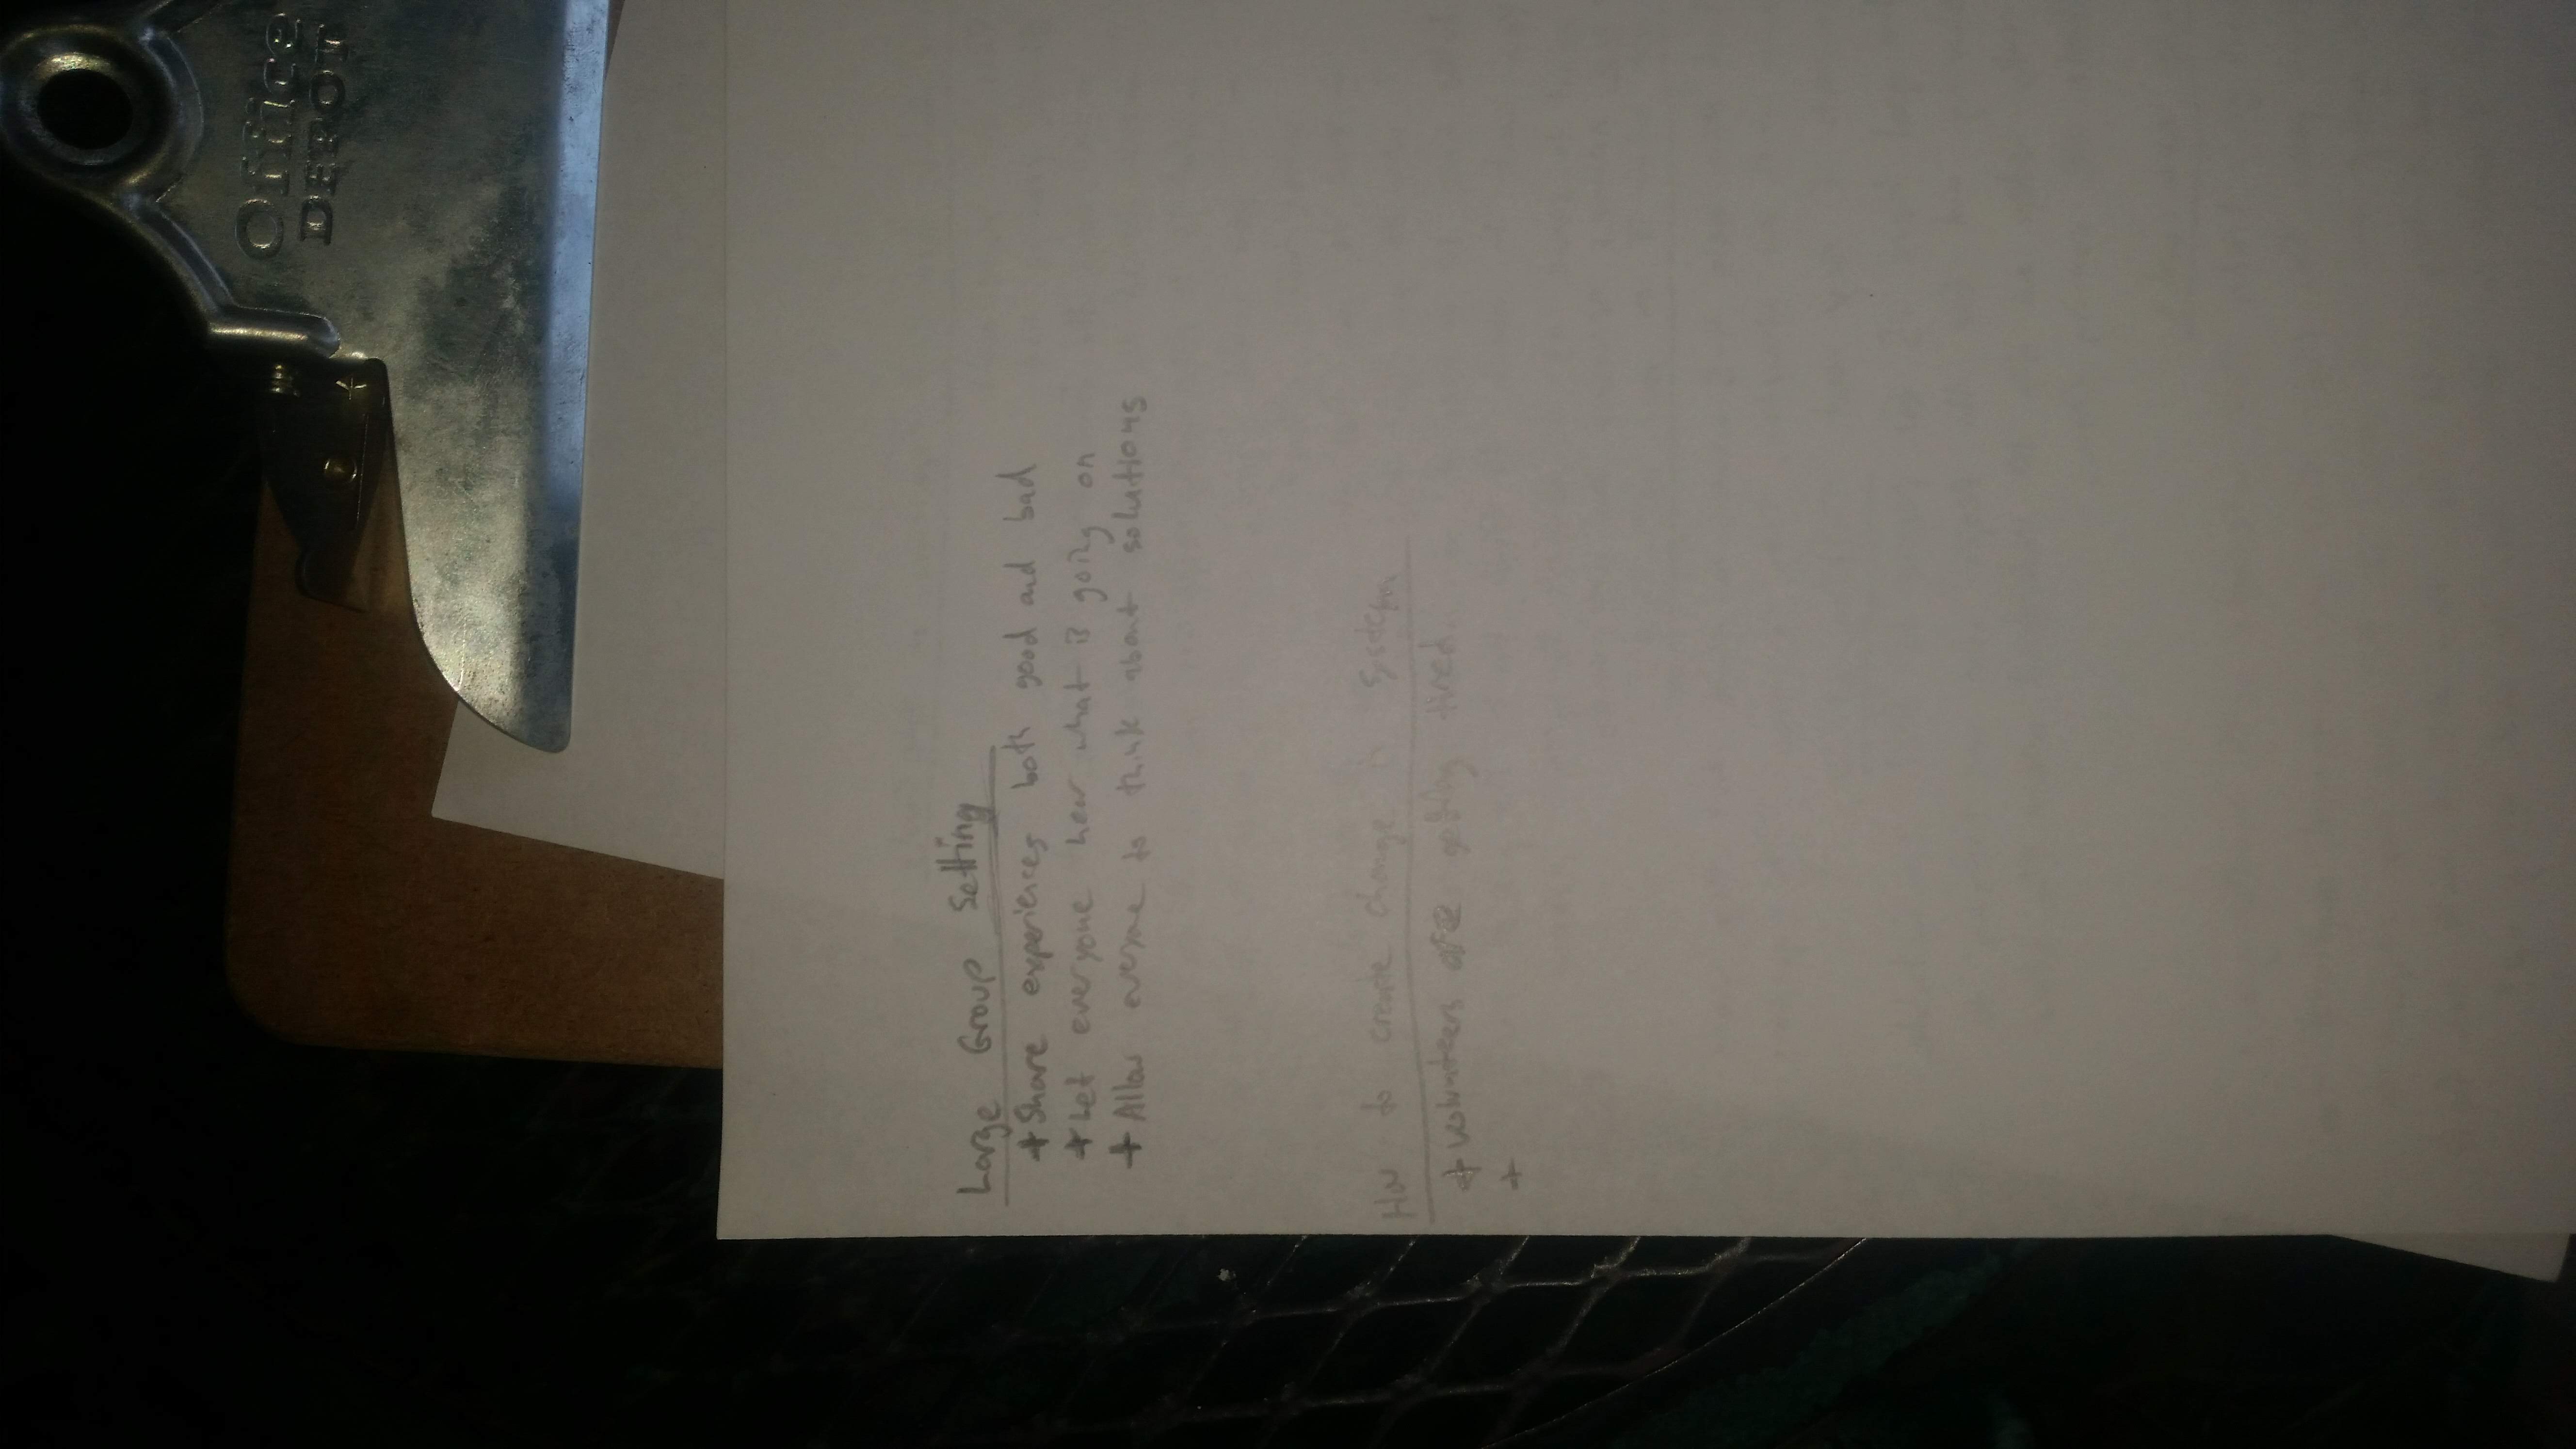 Office
DEPOT
Large Group Setting
+ Share experiences both good and bad
+ Let everyone hear what is going on
+ Allow everyone to think about solutions
How to create change in system
+ Volunteers are getting tired
+